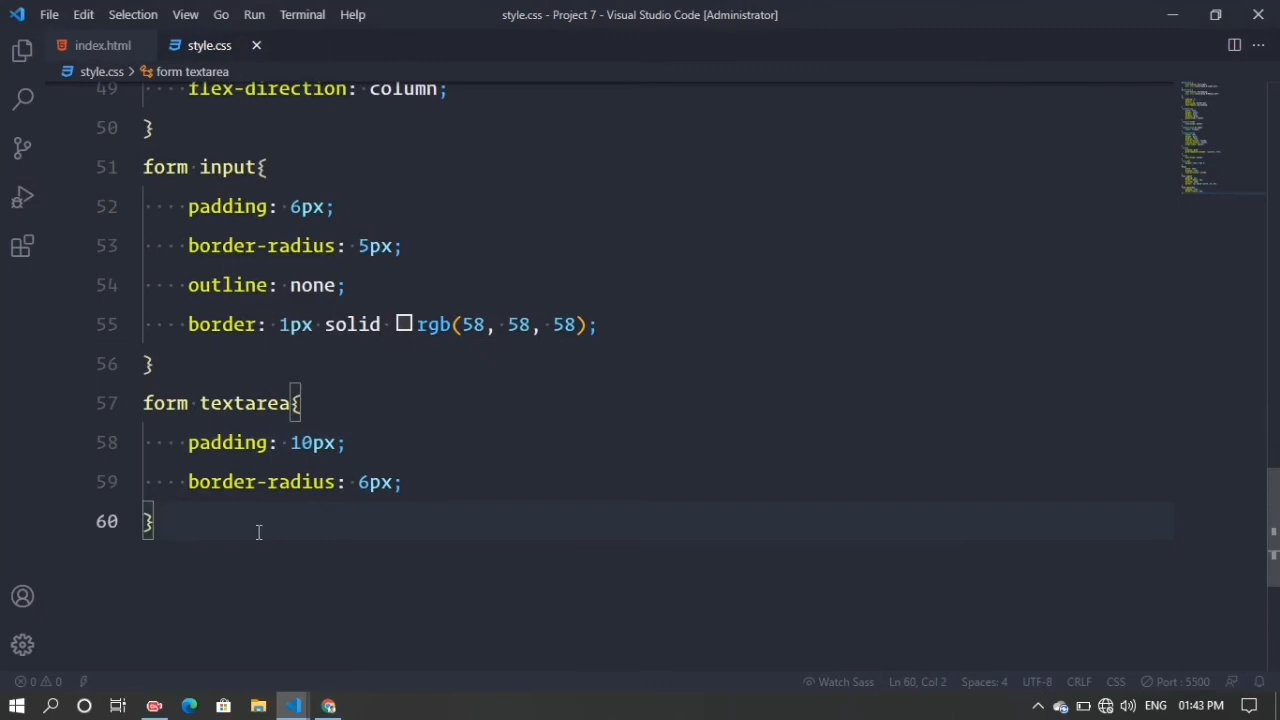 File Edit Selection View Go Run Terminal Help style.css - Project 7 - Visual Studio Code [Administrator]
index.html style.css
style.css > form textarea
49 flex-direction: column;
50 }
51 form input{
52 padding: 6px;
53 border-radius: 5px;
54 outline: none;
55 border: 1px solid rgb(58, 58, 58);
56 }
57 form textarea{
58 padding: 10px;
59 border-radius: 6px;
60 }
0 0 Watch Sass Ln 60, Col 2 Spaces: 4 UTF-8 CRLF CSS Port : 5500
ENG 01:43 PM